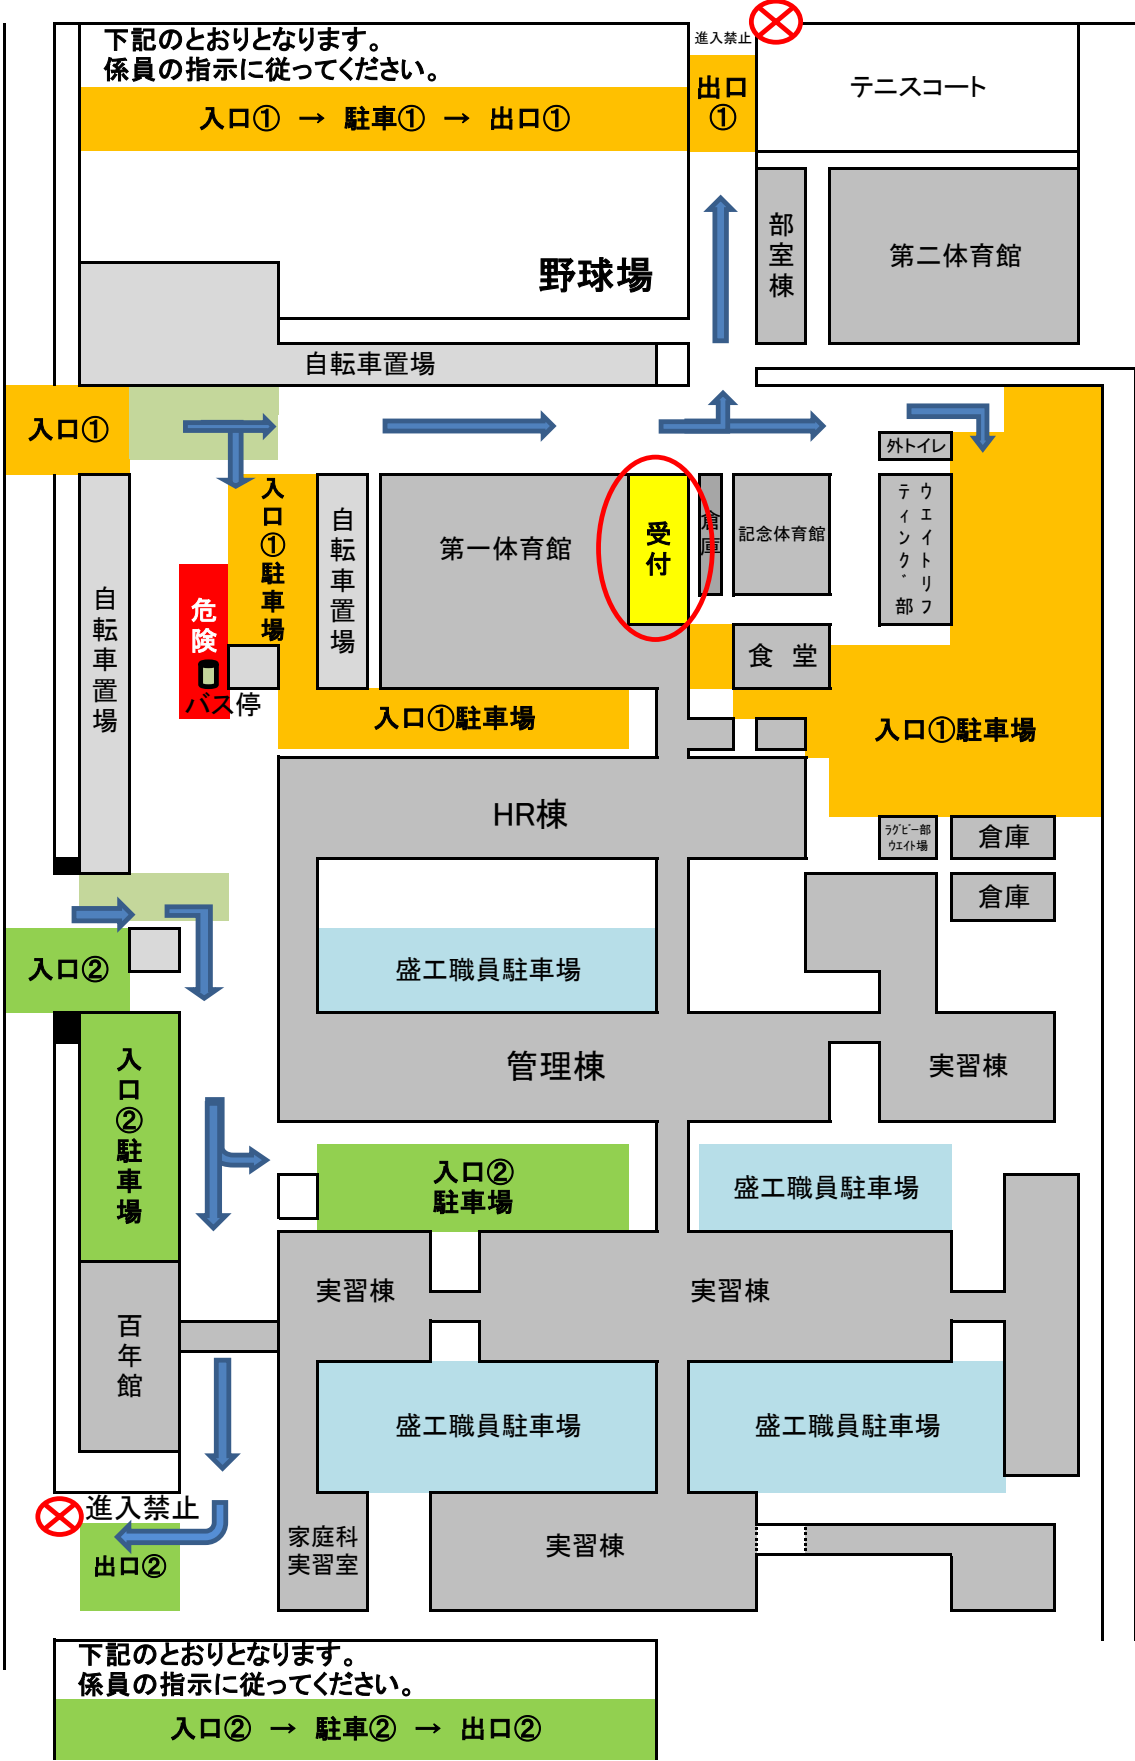 下記のとおりとなります。
係員の指示に従ってください。
入口① → 駐車① → 出口①
進入禁止
出口
①
テニスコート
部室棟
第二体育館
野球場
自転車置場
入口①
外トイレ
入口①駐車場
自転車置場
第一体育館
受付
倉庫
記念体育館
ウエイトリフ
ティング部
自転車置場
危険
バス停
食 堂
入口①駐車場
入口①駐車場
HR棟
ラグビー部
ウエイト場
倉庫
倉庫
入口②
盛工職員駐車場
管理棟
実習棟
入口②駐車場
入口②
駐車場
盛工職員駐車場
実習棟
実習棟
百年館
盛工職員駐車場
盛工職員駐車場
進入禁止
出口②
家庭科
実習室
実習棟
下記のとおりとなります。
係員の指示に従ってください。
入口② → 駐車② → 出口②